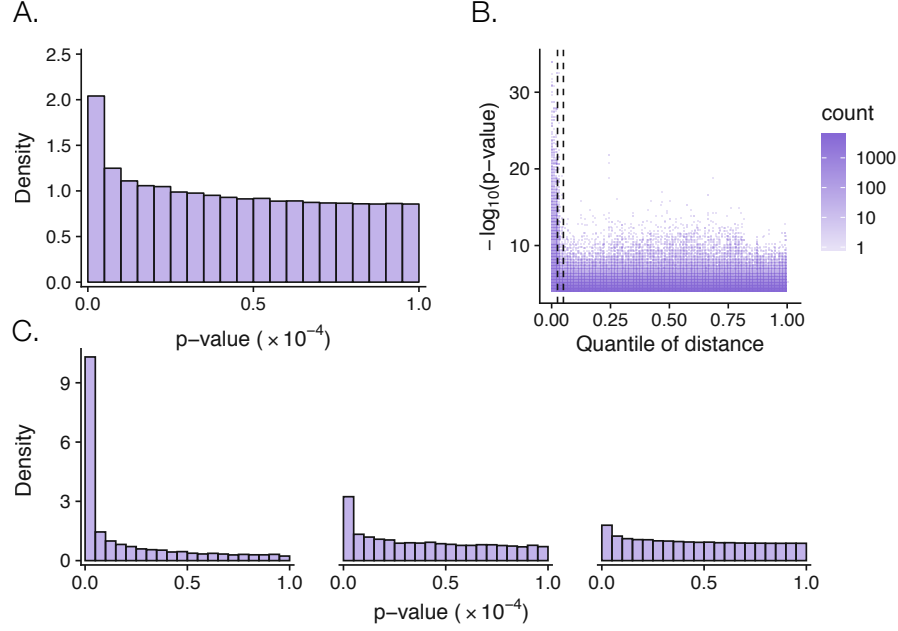 A.
2.5
2.0
1.5
1.0
0.5
0.0
Density
0.0 0.5 1.0
p−value (×10−4)
B.
30
20
10
−log10(p−value)
0.00 0.25 0.50 0.75 1.00
Quantile of distance
count
1000
100
10
1
C.
9
6
3
0
Density
0.0 0.5 1.0 0.0 0.5 1.0 0.0 0.5 1.0
p−value (×10−4)